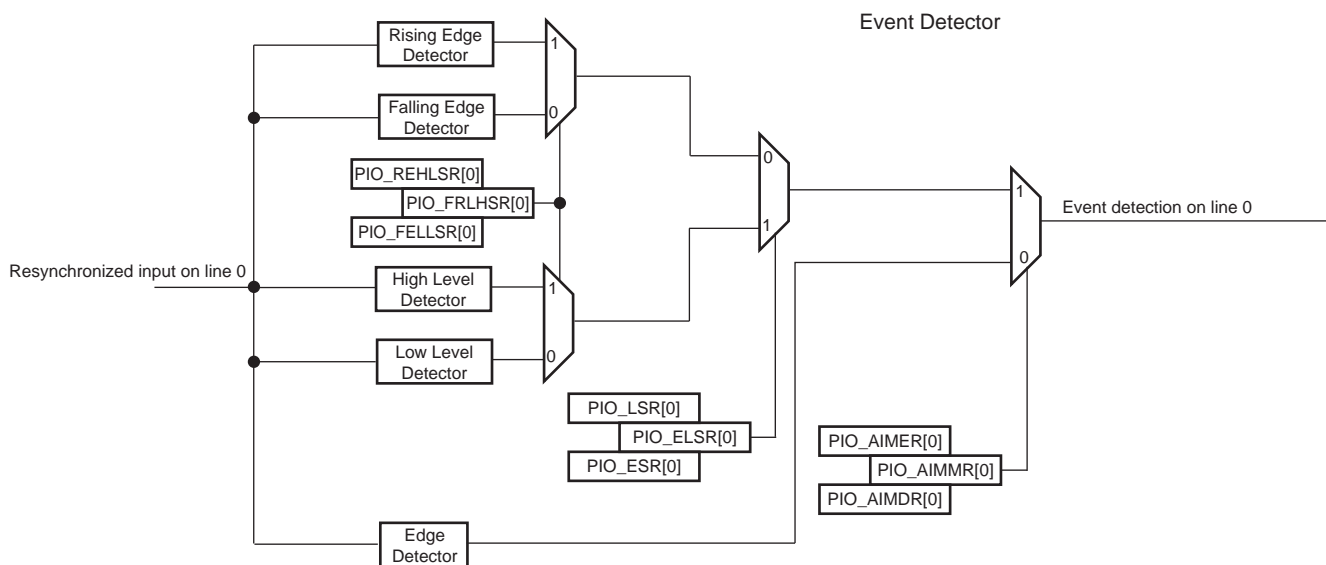 Event Detector
Rising Edge
Detector
1
Falling Edge
Detector
0
PIO_REHLSR[0]
PIO_FRLHSR[0]
PIO_FELLSR[0]
0
1
1
0
Event detection on line 0
Resynchronized input on line 0
High Level
Detector
1
Low Level
Detector
0
PIO_LSR[0]
PIO_ELSR[0]
PIO_ESR[0]
PIO_AIMER[0]
PIO_AIMMR[0]
PIO_AIMDR[0]
Edge
Detector